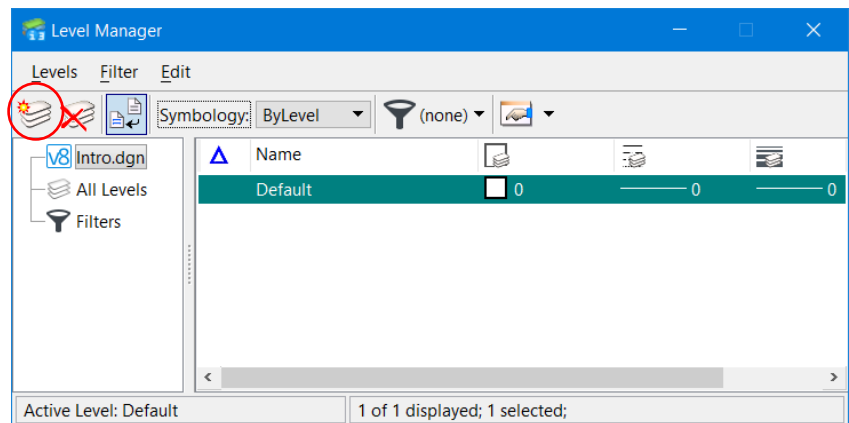 Level Manager
Levels Filter Edit
Symbology: ByLevel (none)
V8 Intro.dgn Name
Default 0 0 0
All Levels
Filters
Active Level: Default 1 of 1 displayed; 1 selected;